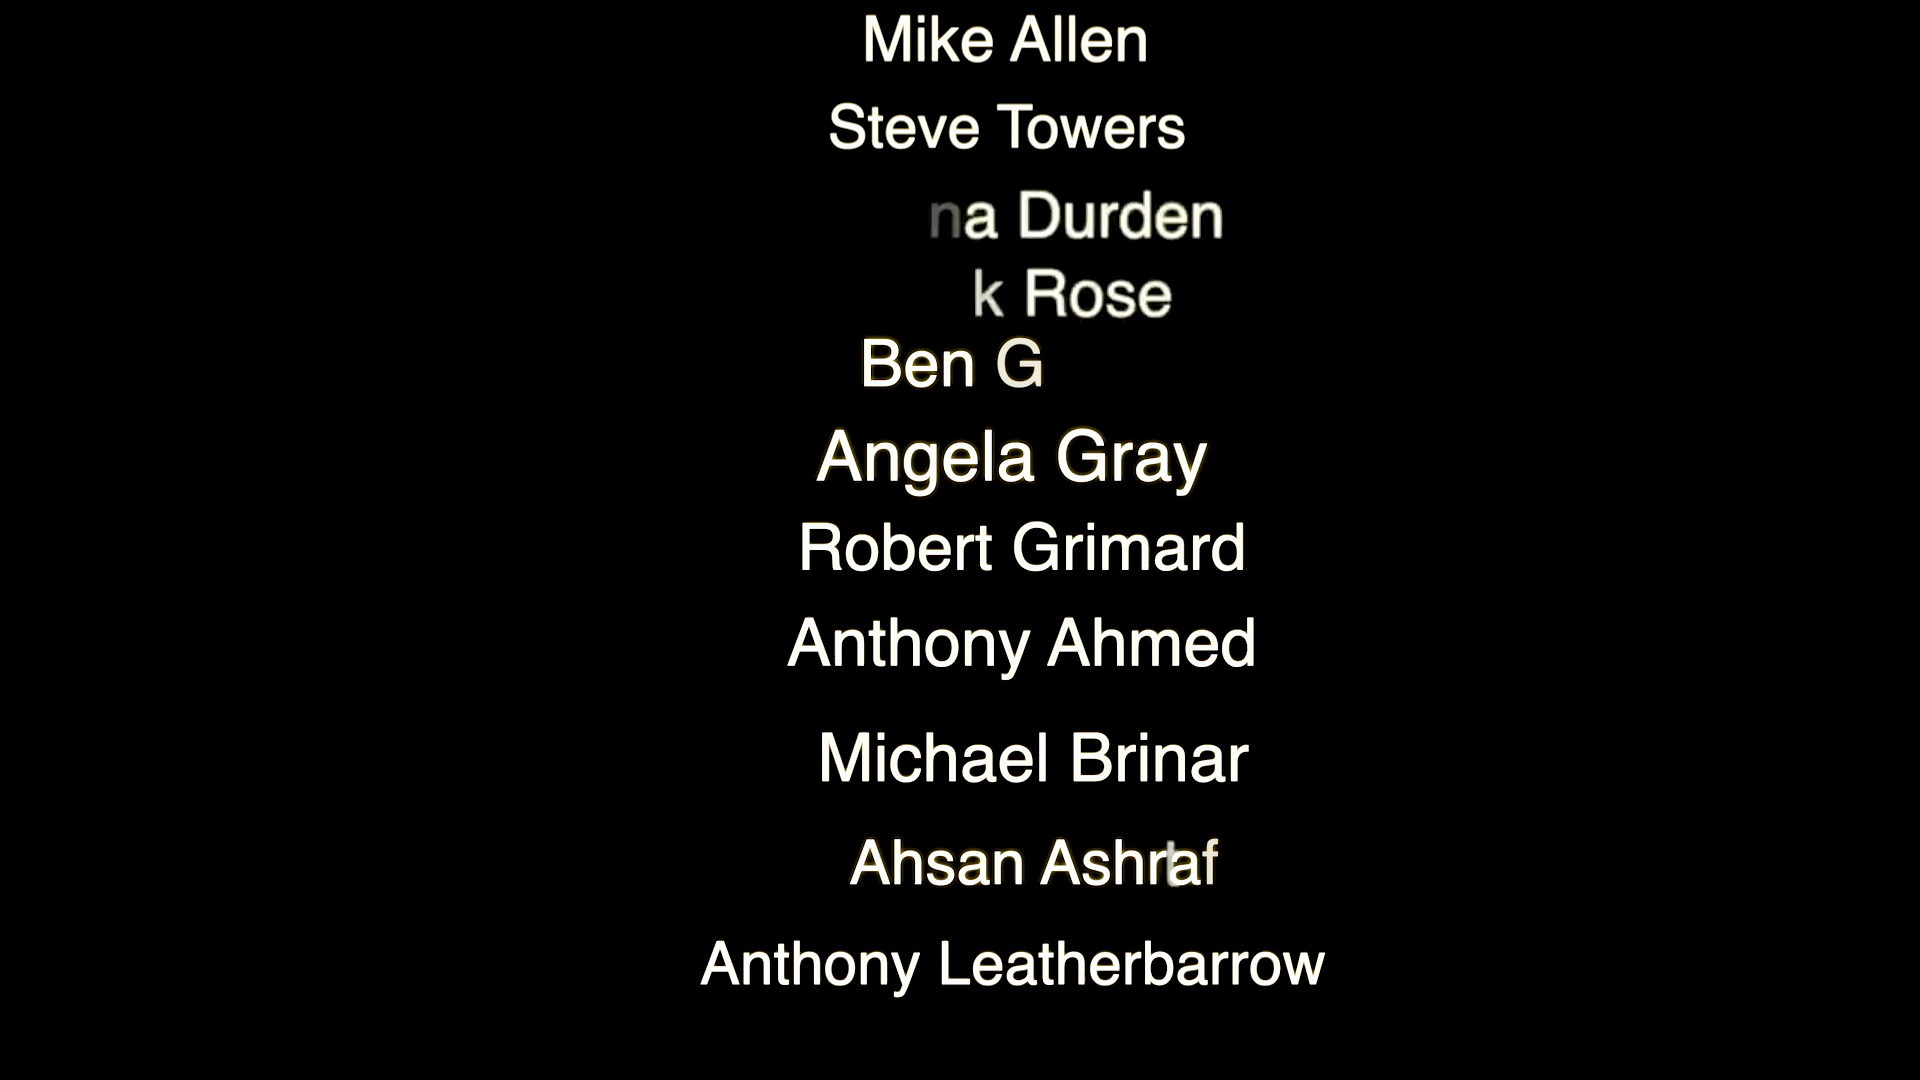 Mike Allen
Steve Towers
na Durden
k Rose
Ben G
Angela Gray
Robert Grimard
Anthony Ahmed
Michael Brinar
Ahsan Ashraf
Anthony Leatherbarrow